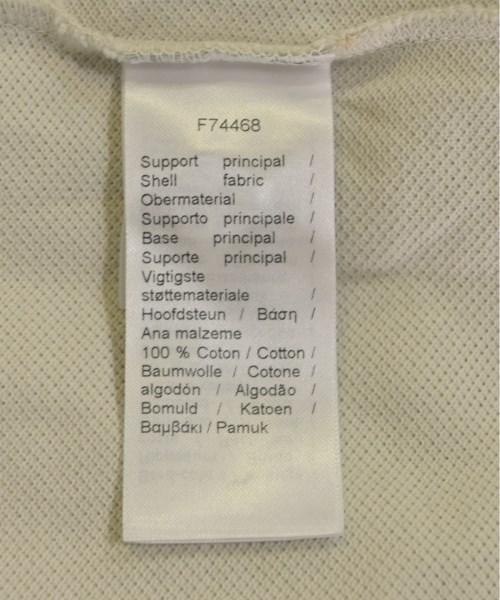 F74468
Support principal /
Shell fabric /
Obermaterial /
Supporto principale /
Base principal /
Suporte principal /
Vigtigste
støttemateriale /
Hoofdsteun / Βάση /
Ana malzeme
100 % Coton / Cotton /
Baumwolle / Cotone /
algodón / Algodão /
Bomuld / Katoen /
Βαμβάκι / Pamuk